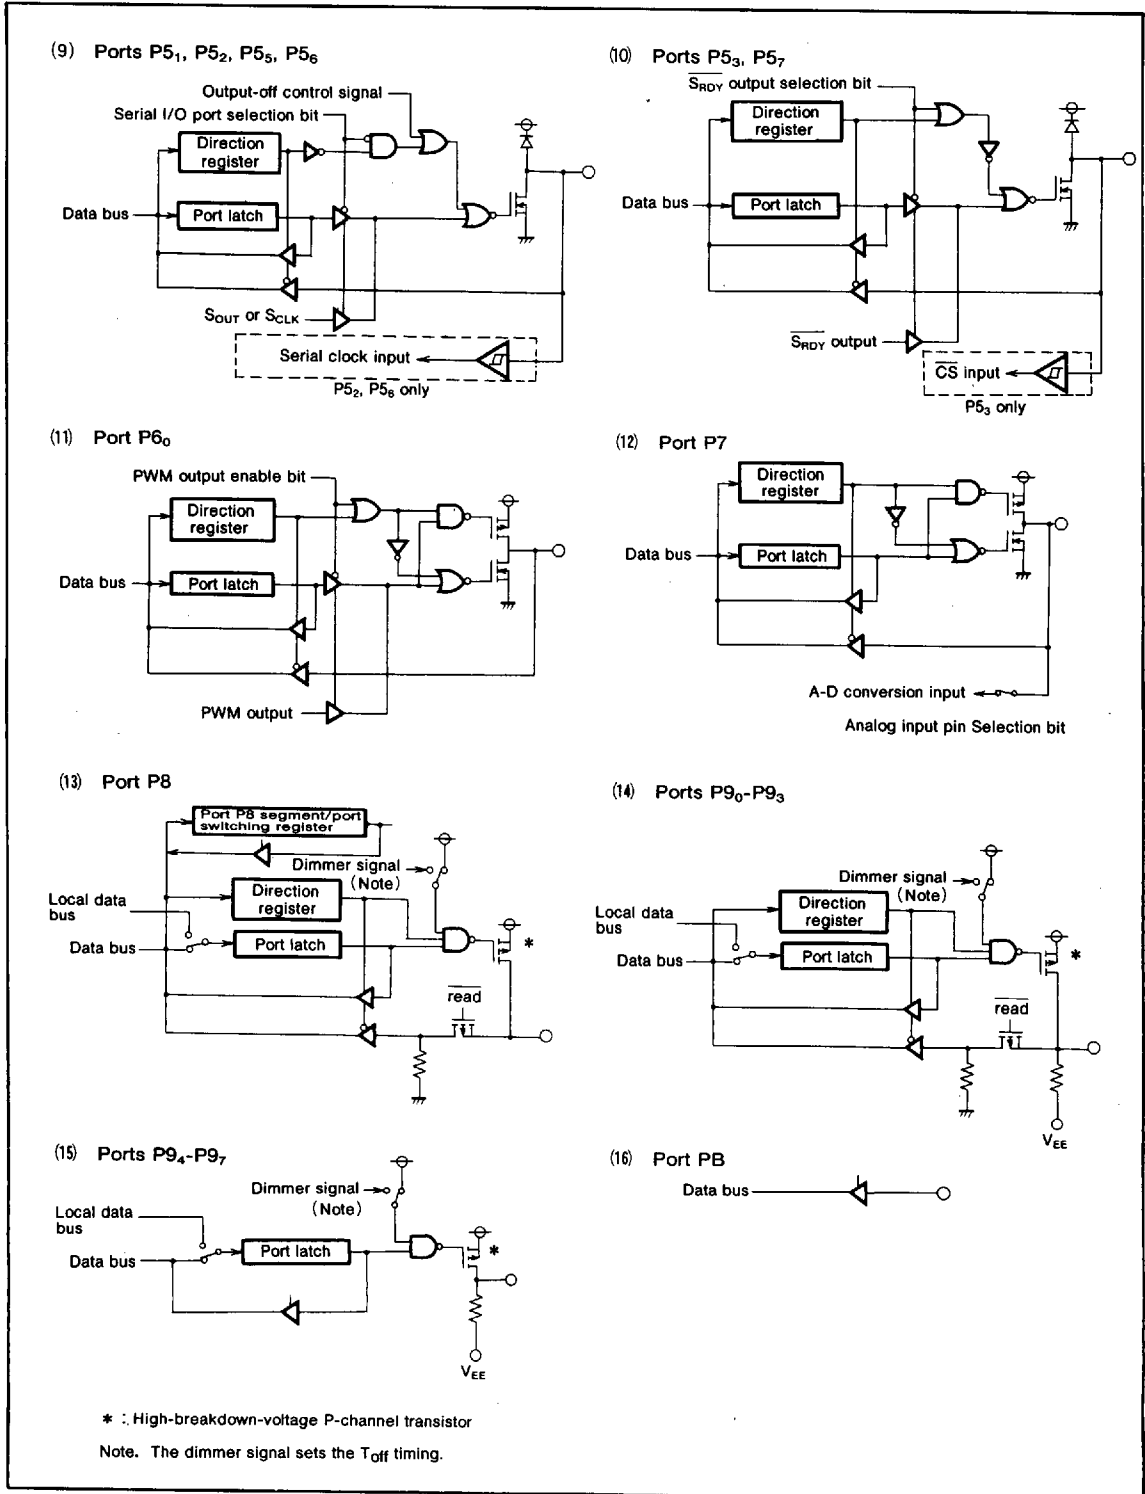 (9) Ports P5₁, P5₂, P5₅, P5₆
Output-off control signal
Serial I/O port selection bit
Direction
register
Data bus
Port latch
S_OUT or S_CLK
Serial clock input
P5₂, P5₆ only
(10) Ports P5₃, P5₇
S̅_R̅D̅Y̅ output selection bit
Direction
register
Data bus
Port latch
S̅_R̅D̅Y̅ output
C̅S̅ input
P5₃ only
(11) Port P6₀
PWM output enable bit
Direction
register
Data bus
Port latch
PWM output
(12) Port P7
Direction
register
Data bus
Port latch
A-D conversion input
Analog input pin Selection bit
(13) Port P8
Port P8 segment/port
switching register
Dimmer signal
(Note)
Direction
register
Local data
bus
Data bus
Port latch
*
r̅e̅a̅d̅
(14) Ports P9₀-P9₃
Dimmer signal
(Note)
Direction
register
Local data
bus
Data bus
Port latch
*
r̅e̅a̅d̅
V_EE
(15) Ports P9₄-P9₇
Dimmer signal
(Note)
Local data
bus
Data bus
Port latch
*
V_EE
(16) Port PB
Data bus
* : High-breakdown-voltage P-channel transistor
Note. The dimmer signal sets the T_off timing.